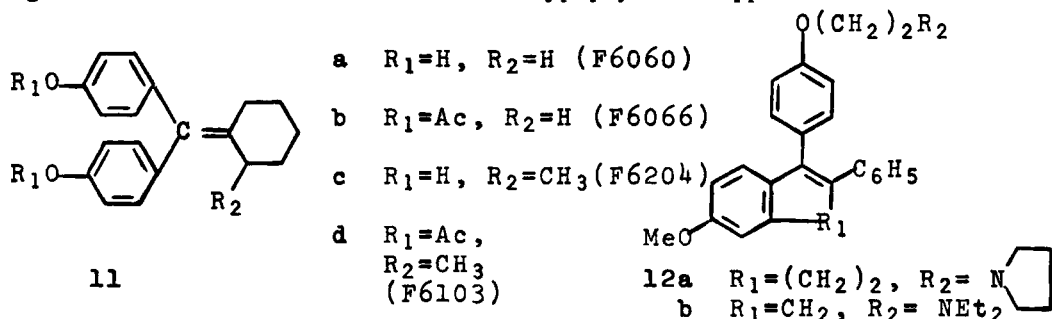 O(CH2)2R2
a R1=H, R2=H (F6060)
R1O
b R1=Ac, R2=H (F6066)
C
R1O
c R1=H, R2=CH3(F6204)
C6H5
R2
R1
MeO
d R1=Ac,
R2=CH3
(F6103)
11
12a R1=(CH2)2, R2= N
b R1=CH2, R2= NEt2